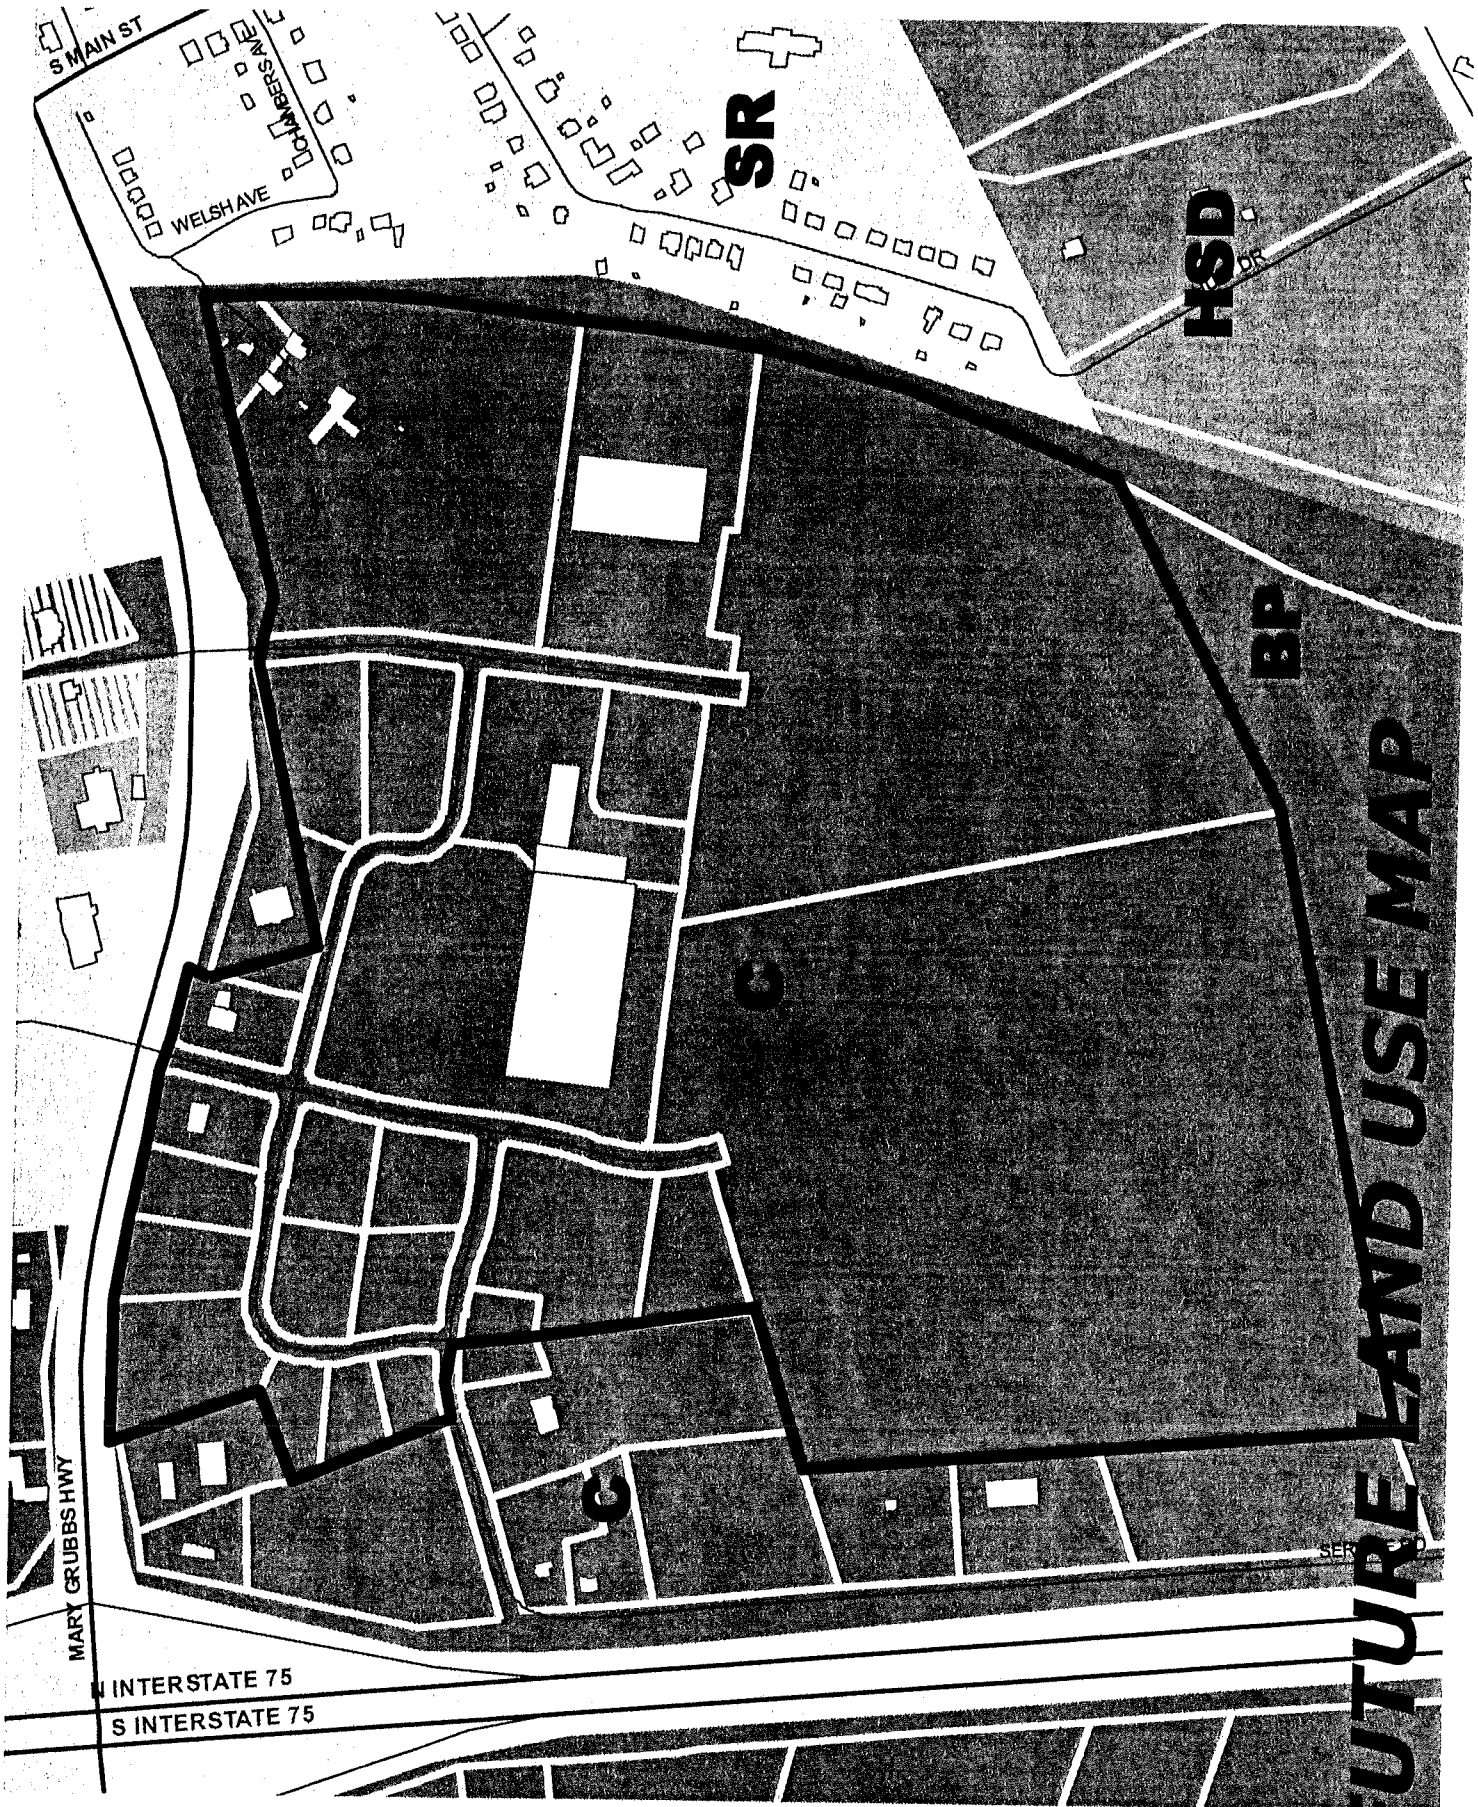 S MAIN ST
CHAMBERS AVE
WELSH AVE
SR
HSD
DR
BP
C
C
MARY GRUBBS HWY
N INTERSTATE 75
S INTERSTATE 75
FUTURE LAND USE MAP